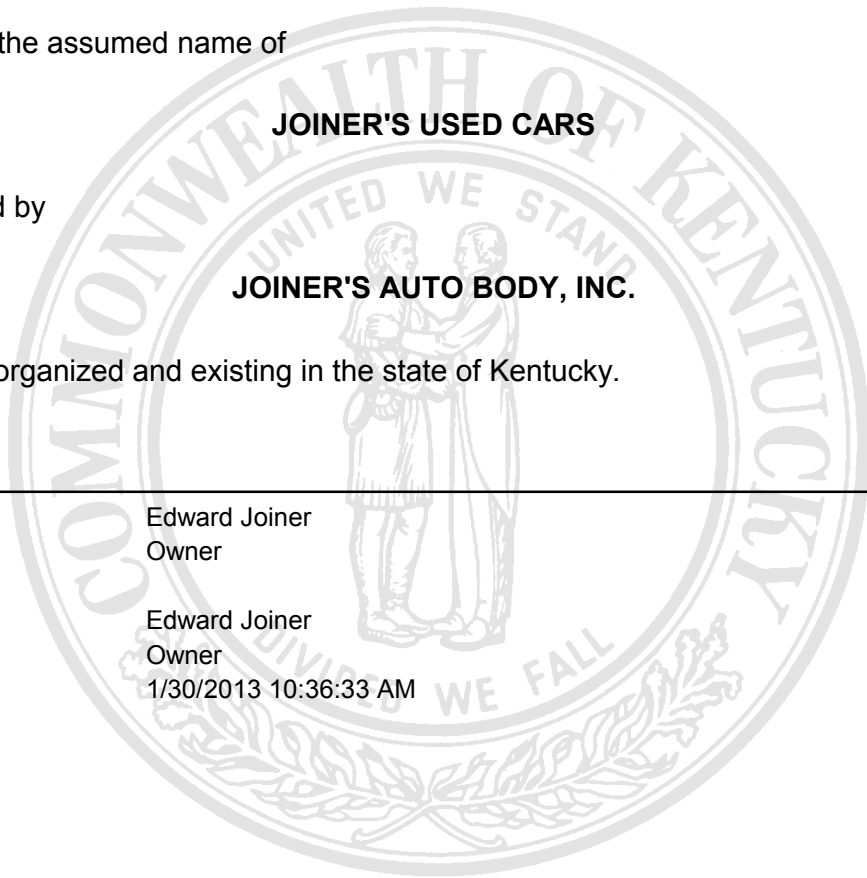 the assumed name of
JOINER'S USED CARS
d by
JOINER'S AUTO BODY, INC.
organized and existing in the state of Kentucky.
Edward Joiner
Owner
Edward Joiner
Owner
1/30/2013 10:36:33 AM
COMMONWEALTH OF KENTUCKY
UNITED WE STAND
DIVIDED WE FALL